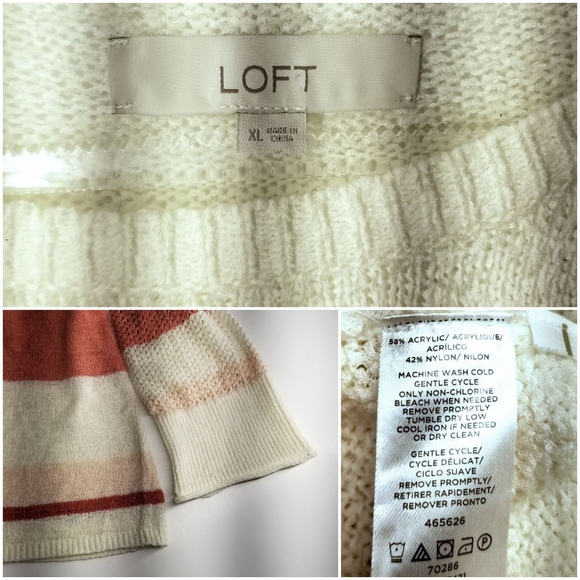 LOFT
XL MADE IN
CHINA
58% ACRYLIC/ ACRYLIQUE/
ACRÍLICO
42% NYLON/ NILÓN
MACHINE WASH COLD
GENTLE CYCLE
ONLY NON-CHLORINE
BLEACH WHEN NEEDED
REMOVE PROMPTLY
TUMBLE DRY LOW
COOL IRON IF NEEDED
OR DRY CLEAN
GENTLE CYCLE/
CYCLE DÉLICAT/
CICLO SUAVE
REMOVE PROMPTLY/
RETIRER RAPIDEMENT/
REMOVER PRONTO
465626
P
70286